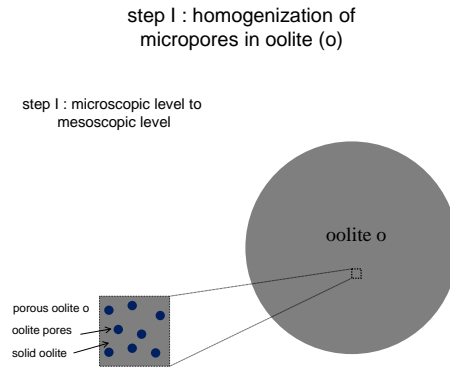 step I : homogenization of
micropores in oolite (o)
step I : microscopic level to
mesoscopic level
oolite o
porous oolite o
oolite pores
solid oolite